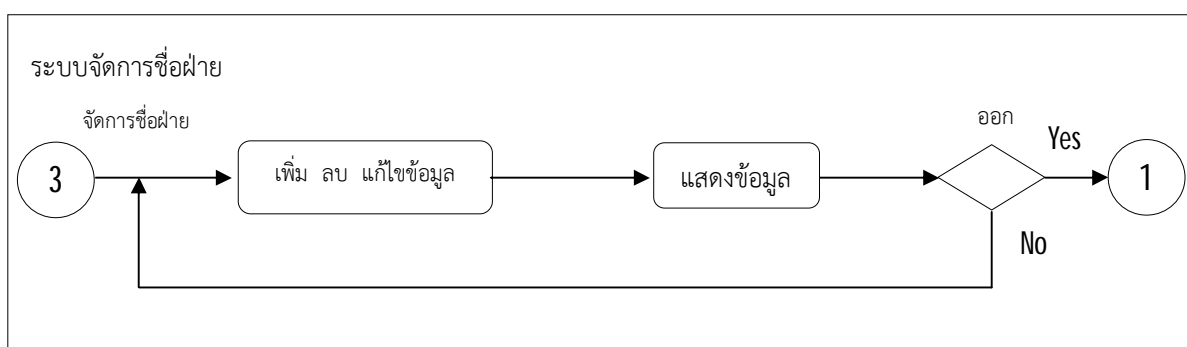 ระบบจัดการชื่อฝ่าย
จัดการชื่อฝ่าย
ออก
Yes
3
เพิ่ม ลบ แก้ไขข้อมูล
แสดงข้อมูล
1
No